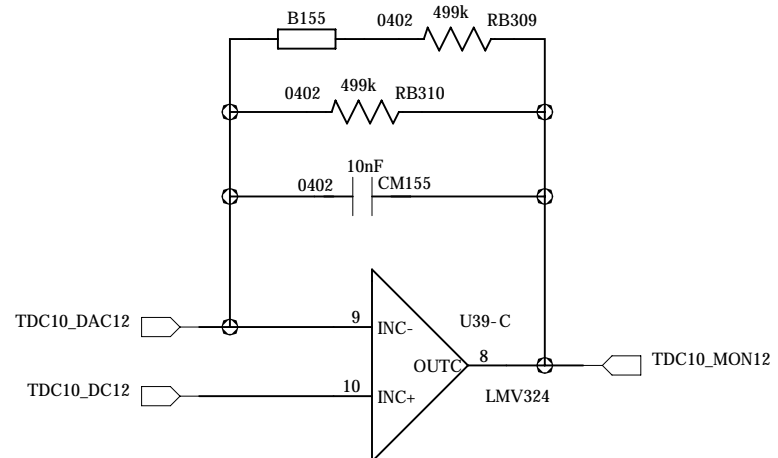 B155
0402
499k
RB309
0402
499k
RB310
10nF
0402
CM155
TDC10_DAC12
9
INC-
U39-C
OUTC
8
TDC10_MON12
TDC10_DC12
10
INC+
LMV324